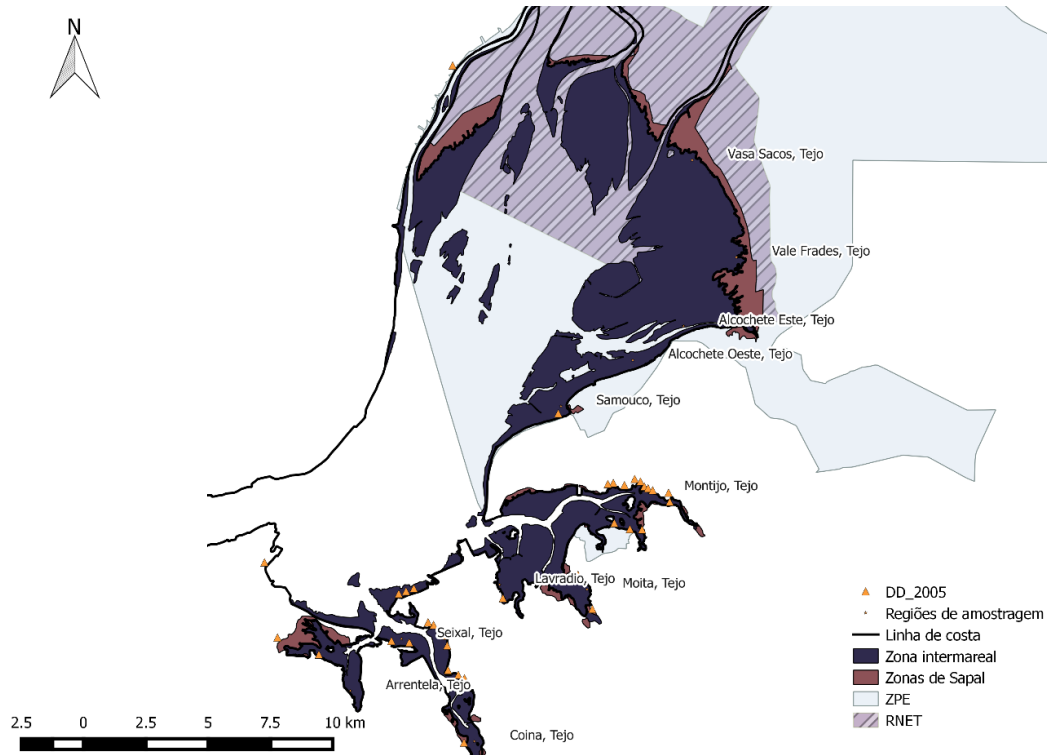 N
Vasa Sacos, Tejo
Vale Frades, Tejo
Alcochete Este, Tejo
Alcochete Oeste, Tejo
Samouco, Tejo
Montijo, Tejo
Lavradio, Tejo
Moita, Tejo
Seixal, Tejo
Arrentela, Tejo
Coina, Tejo
DD_2005
Regiões de amostragem
Linha de costa
Zona intermareal
Zonas de Sapal
ZPE
RNET
2.5 0 2.5 5 7.5 10 km